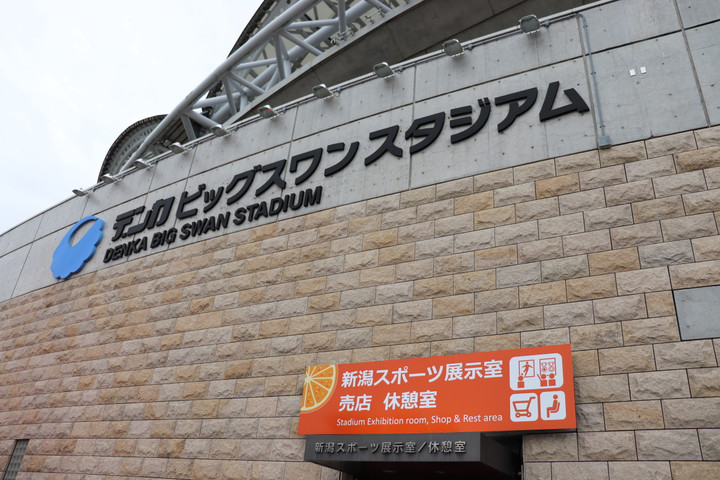 デンカビッグスワンスタジアム
DENKA BIG SWAN STADIUM
新潟スポーツ展示室
売店 休憩室
Stadium Exhibition room, Shop & Rest area
新潟スポーツ展示室／休憩室